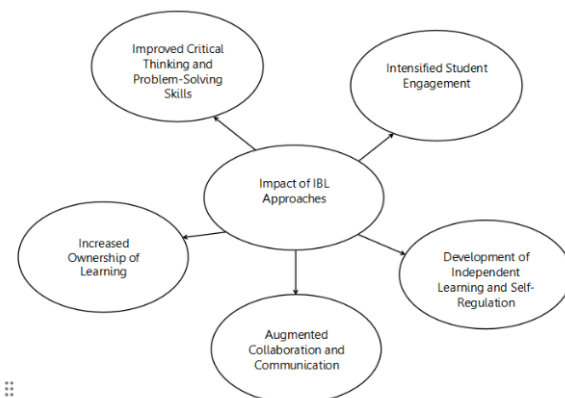 Improved Critical
Thinking and
Problem-Solving
Skills
Intensified Student
Engagement
Impact of IBL
Approaches
Increased
Ownership of
Learning
Development of
Independent
Learning and Self-
Regulation
Augmented
Collaboration and
Communication